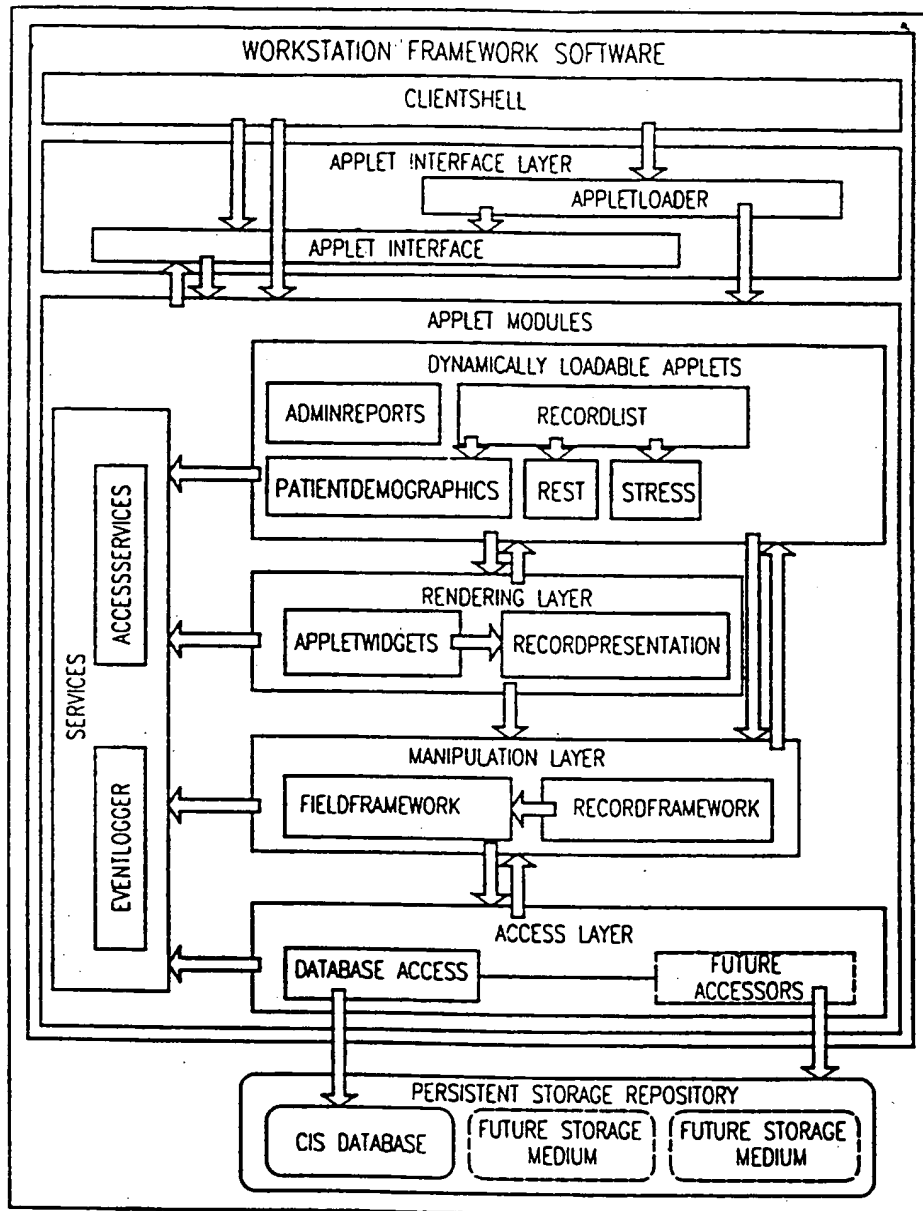 WORKSTATION FRAMEWORK SOFTWARE
CLIENTSHELL
APPLET INTERFACE LAYER
APPLETLOADER
APPLET INTERFACE
APPLET MODULES
DYNAMICALLY LOADABLE APPLETS
ADMINREPORTS
RECORDLIST
PATIENTDEMOGRAPHICS
REST
STRESS
SERVICES
ACCESSSERVICES
EVENTLOGGER
RENDERING LAYER
APPLETWIDGETS
RECORDPRESENTATION
MANIPULATION LAYER
FIELDFRAMEWORK
RECORDFRAMEWORK
ACCESS LAYER
DATABASE ACCESS
FUTURE
ACCESSORS
PERSISTENT STORAGE REPOSITORY
CIS DATABASE
FUTURE STORAGE
MEDIUM
FUTURE STORAGE
MEDIUM